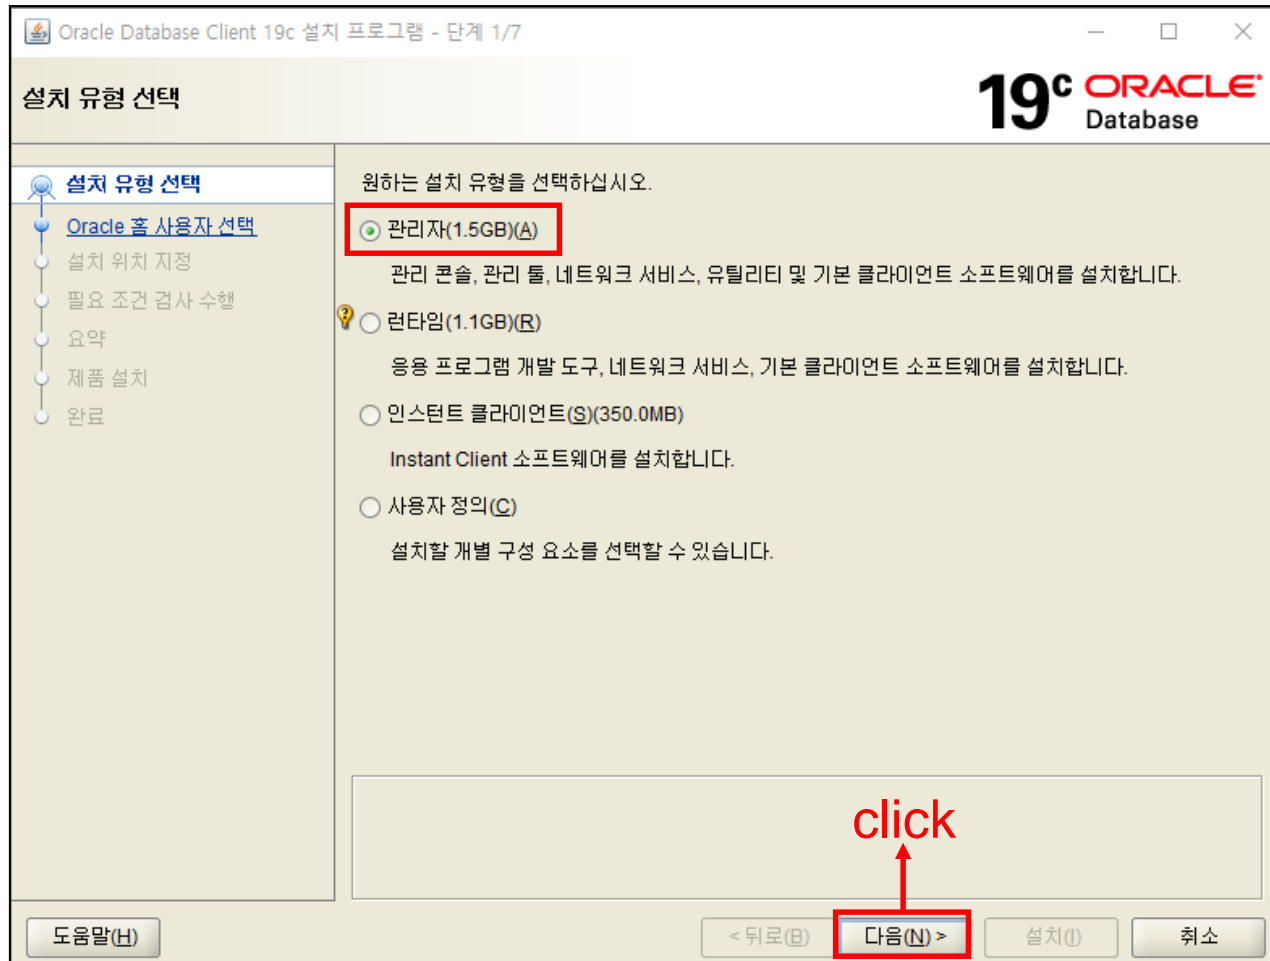 Oracle Database Client 19c 설치 프로그램 - 단계 1/7
설치 유형 선택
19c ORACLE
Database
설치 유형 선택
Oracle 홈 사용자 선택
설치 위치 지정
필요 조건 검사 수행
요약
제품 설치
완료
원하는 설치 유형을 선택하십시오.
관리자(1.5GB)(A)
관리 콘솔, 관리 툴, 네트워크 서비스, 유틸리티 및 기본 클라이언트 소프트웨어를 설치합니다.
런타임(1.1GB)(R)
응용 프로그램 개발 도구, 네트워크 서비스, 기본 클라이언트 소프트웨어를 설치합니다.
인스턴트 클라이언트(S)(350.0MB)
Instant Client 소프트웨어를 설치합니다.
사용자 정의(C)
설치할 개별 구성 요소를 선택할 수 있습니다.
click
도움말(H)
< 뒤로(B)
다음(N) >
설치(I)
취소